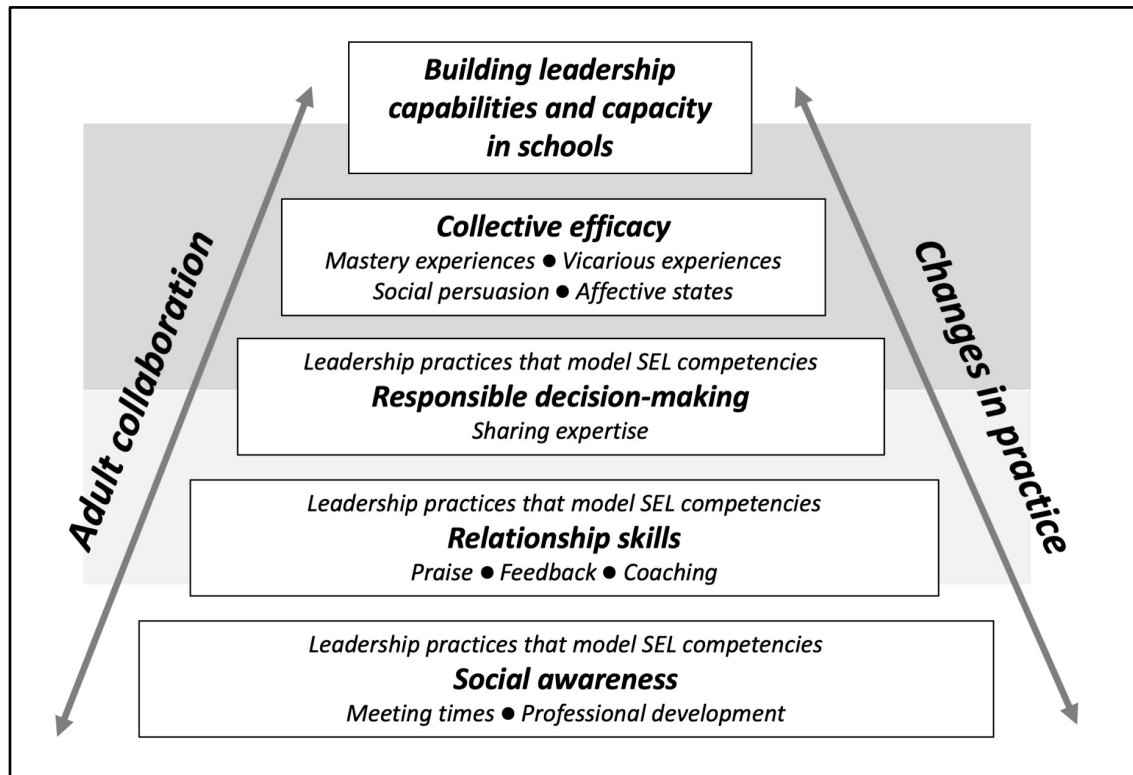 Building leadership
capabilities and capacity
in schools
Collective efficacy
Mastery experiences ● Vicarious experiences
Social persuasion ● Affective states
Leadership practices that model SEL competencies
Responsible decision-making
Sharing expertise
Leadership practices that model SEL competencies
Relationship skills
Praise ● Feedback ● Coaching
Leadership practices that model SEL competencies
Social awareness
Meeting times ● Professional development
Adult collaboration
Changes in practice